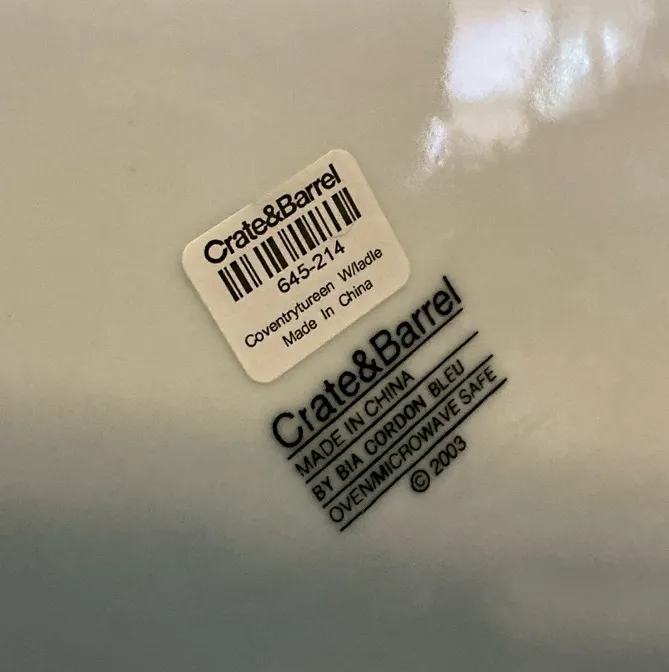 Crate&Barrel
645-214
Coventrytureen W/ladle
Made In China
Crate&Barrel
MADE IN CHINA
BY BIA CORDON BLEU
OVEN/MICROWAVE SAFE
© 2003